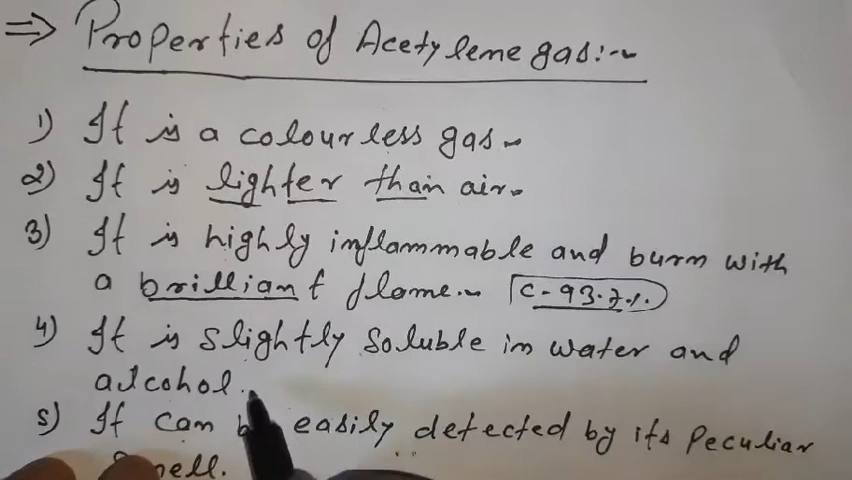 ⇒ Properties of Acetylene gas:-
1) It is a colourless gas.
2) It is lighter than air.
3) It is highly inflammable and burn with
a brilliant flame. C-93.7%.
4) It is slightly soluble in water and
alcohol.
5) It can easily detected by its Peculiar